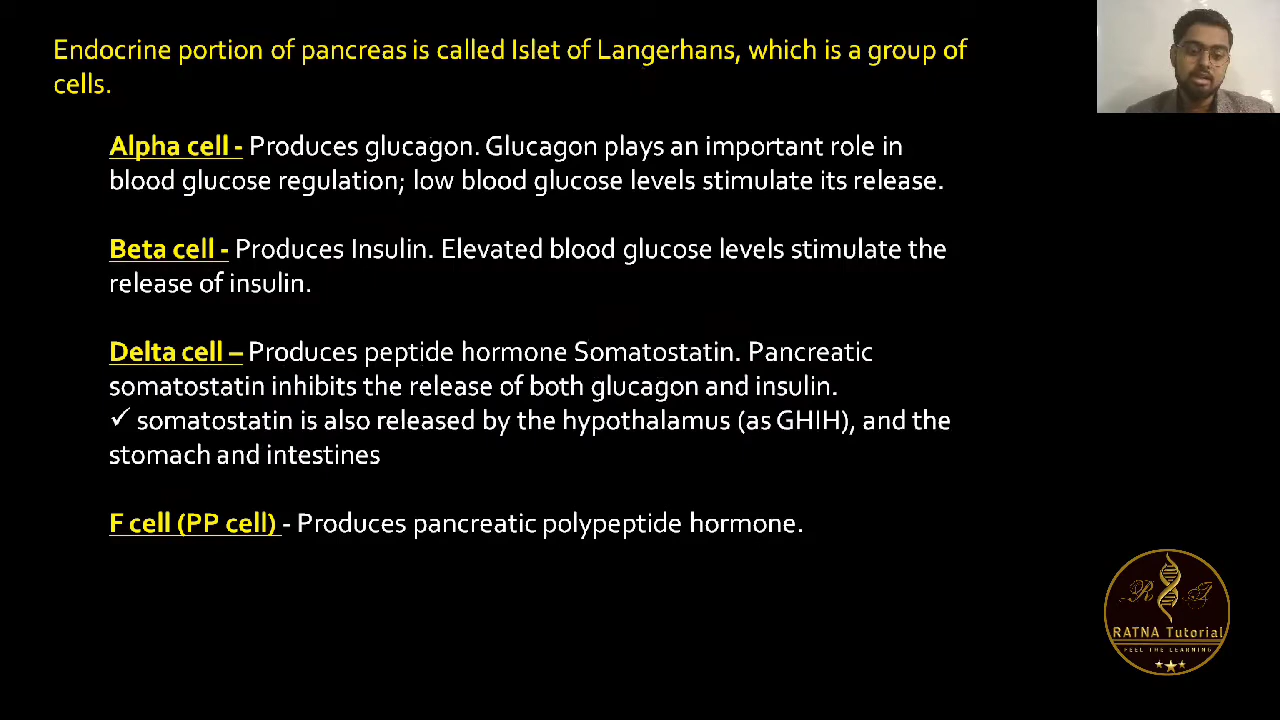 Endocrine portion of pancreas is called Islet of Langerhans, which is a group of
cells.
Alpha cell - Produces glucagon. Glucagon plays an important role in
blood glucose regulation; low blood glucose levels stimulate its release.
Beta cell - Produces Insulin. Elevated blood glucose levels stimulate the
release of insulin.
Delta cell – Produces peptide hormone Somatostatin. Pancreatic
somatostatin inhibits the release of both glucagon and insulin.
✓ somatostatin is also released by the hypothalamus (as GHIH), and the
stomach and intestines
F cell (PP cell) - Produces pancreatic polypeptide hormone.
RATNA Tutorial
FEEL THE LEARNING